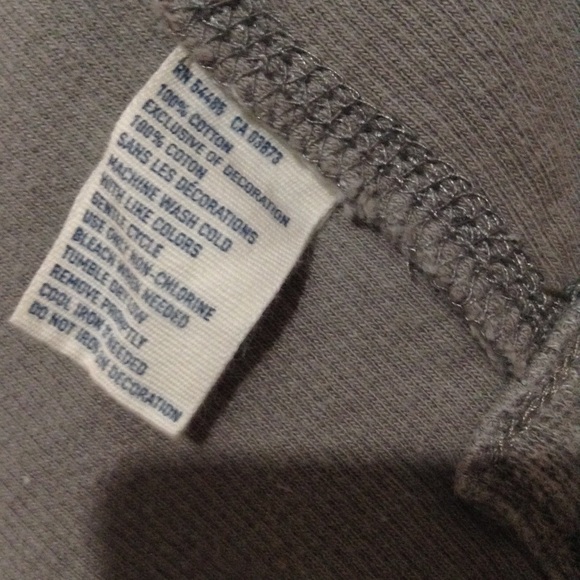 RN 54485 CA 03973
100% COTTON
EXCLUSIVE OF DECORATION
100% COTON
SANS LES DÉCORATIONS
MACHINE WASH COLD
WITH LIKE COLORS
GENTLE CYCLE
USE ONLY NON-CHLORINE
BLEACH WHEN NEEDED
TUMBLE DRY LOW
REMOVE PROMPTLY
COOL IRON IF NEEDED
DO NOT IRON ON DECORATION